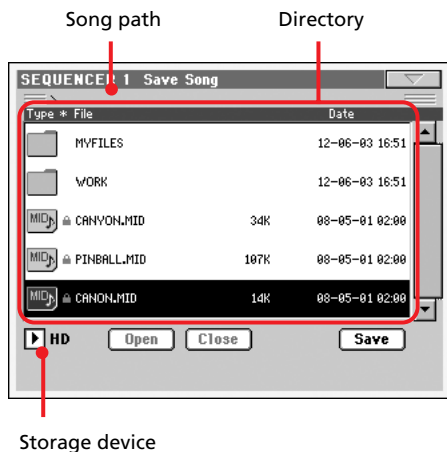 Song path Directory
SEQUENCER 1 Save Song
Type * File Date
MYFILES 12-06-03 16:51
WORK 12-06-03 16:51
MID CANYON.MID 34K 08-05-01 02:00
MID PINBALL.MID 107K 08-05-01 02:00
MID CANON.MID 14K 08-05-01 02:00
HD Open Close Save
Storage device